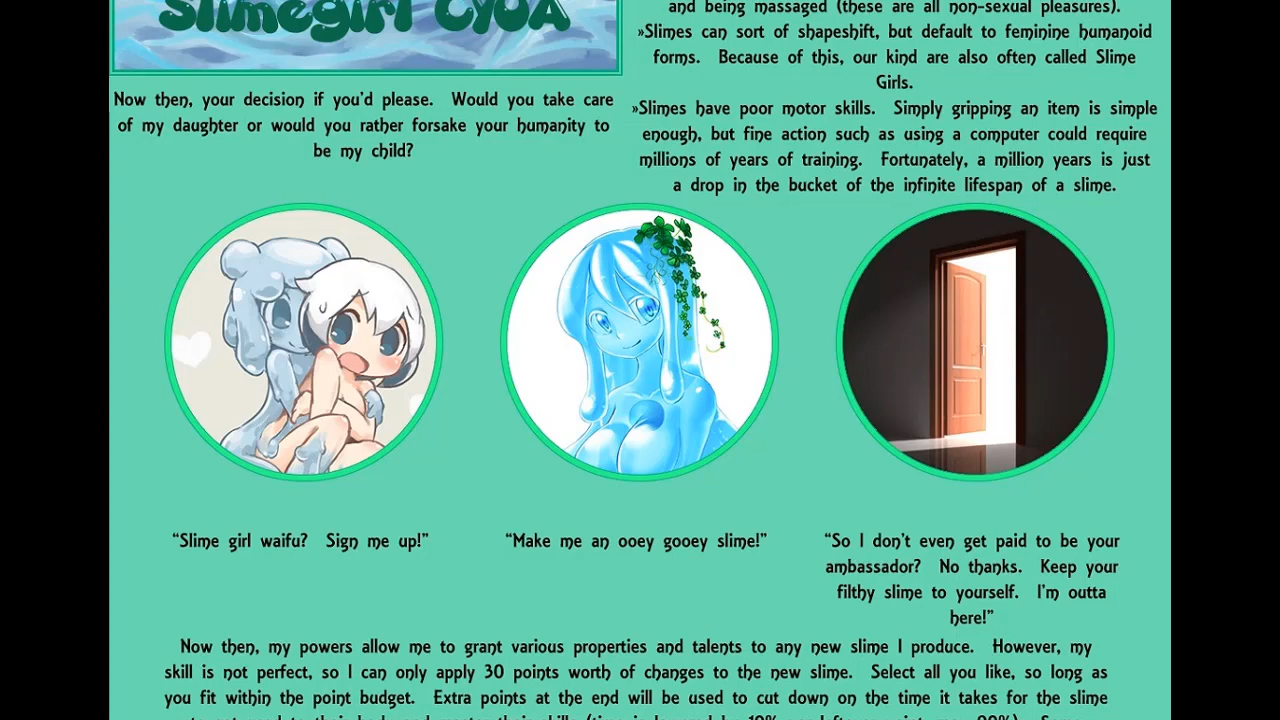 Slimegirl CYOA
Now then, your decision if you'd please. Would you take care
of my daughter or would you rather forsake your humanity to
be my child?
and being massaged (these are all non-sexual pleasures).
»Slimes can sort of shapeshift, but default to feminine humanoid
forms. Because of this, our kind are also often called Slime
Girls.
»Slimes have poor motor skills. Simply gripping an item is simple
enough, but fine action such as using a computer could require
millions of years of training. Fortunately, a million years is just
a drop in the bucket of the infinite lifespan of a slime.
"Slime girl waifu? Sign me up!"
"Make me an ooey gooey slime!"
"So I don't even get paid to be your
ambassador? No thanks. Keep your
filthy slime to yourself. I'm outta
here!"
Now then, my powers allow me to grant various properties and talents to any new slime I produce. However, my
skill is not perfect, so I can only apply 30 points worth of changes to the new slime. Select all you like, so long as
you fit within the point budget. Extra points at the end will be used to cut down on the time it takes for the slime